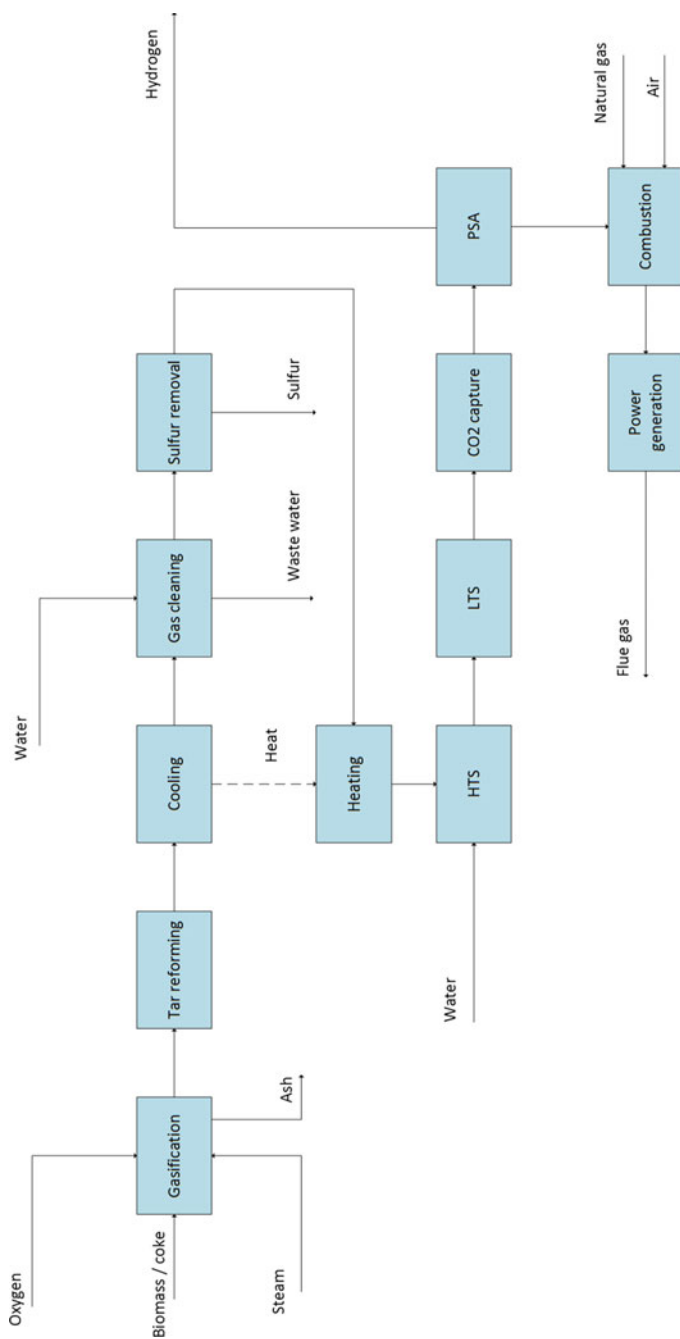 Oxygen
Biomass / coke
Steam
Gasification
Ash
Tar reforming
Water
Cooling
Heat
Gas cleaning
Waste water
Sulfur removal
Sulfur
Hydrogen
Heating
Water
HTS
LTS
CO2 capture
PSA
Natural gas
Air
Combustion
Power
generation
Flue gas